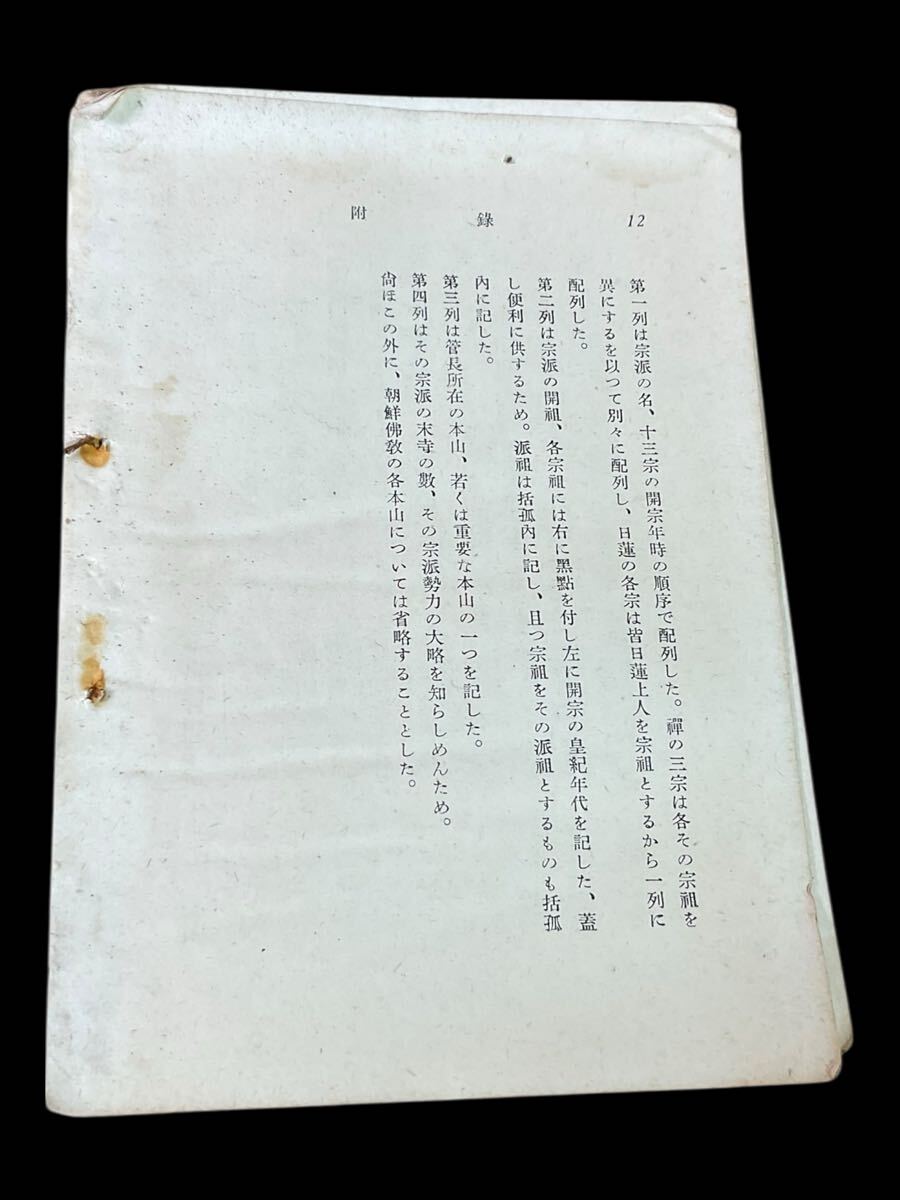 12
附錄
第一列は宗派の名、十三宗の開宗年時の順序で配列した。禪の三宗は各その宗祖を
異にするを以つて別々に配列し、日蓮の各宗は皆日蓮上人を宗祖とするから一列に
配列した。
第二列は宗派の開祖、各宗祖には右に黑點を付し左に開宗の皇紀年代を記した、蓋
し便利に供するため。派祖は括孤內に記し、且つ宗祖をその派祖とするものも括孤
內に記した。
第三列は管長所在の本山、若くは重要な本山の一つを記した。
第四列はその宗派の末寺の數、その宗派勢力の大略を知らしめんため。
尙ほこの外に、朝鮮佛敎の各本山については省略することとした。